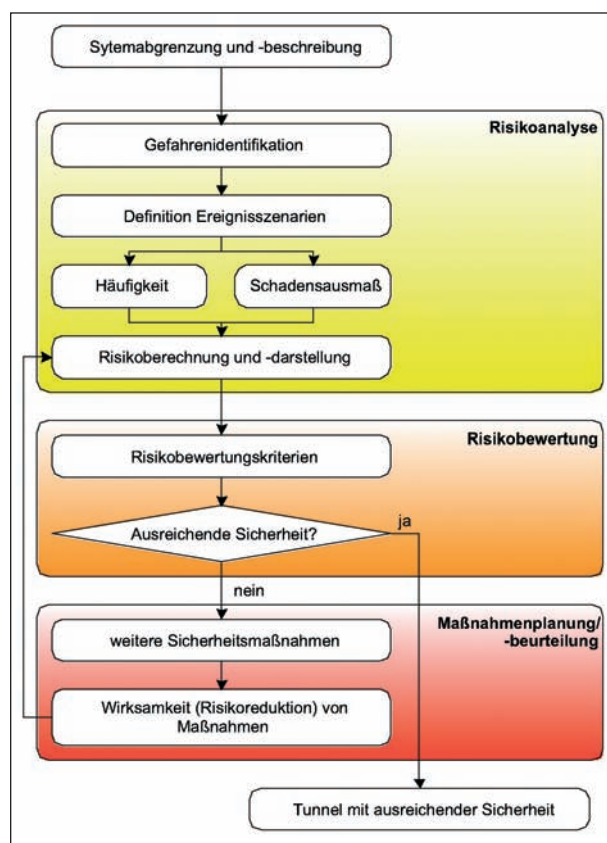 Sytemabgrenzung und -beschreibung
Risikoanalyse
Gefahrenidentifikation
Definition Ereignisszenarien
Häufigkeit
Schadensausmaß
Risikoberechnung und -darstellung
Risikobewertung
Risikobewertungskriterien
Ausreichende Sicherheit?
ja
nein
Maßnahmenplanung/
-beurteilung
weitere Sicherheitsmaßnahmen
Wirksamkeit (Risikoreduktion) von
Maßnahmen
Tunnel mit ausreichender Sicherheit